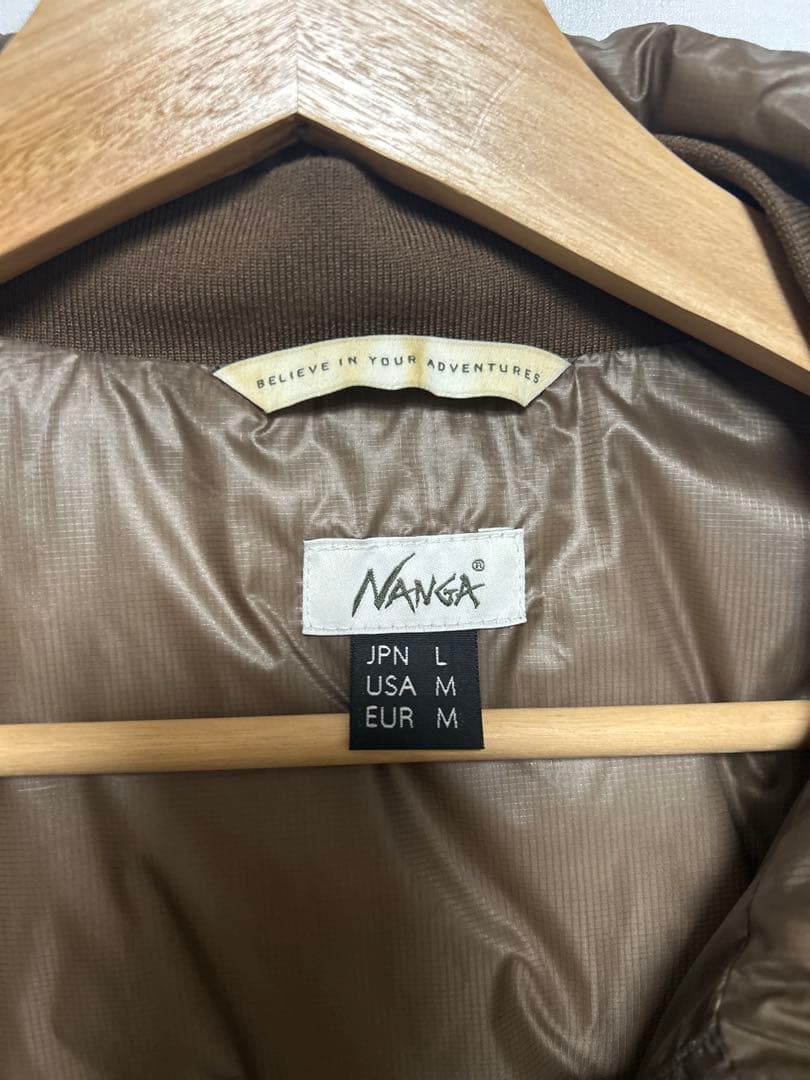 BELIEVE IN YOUR ADVENTURES
NANGA®
JPN L
USA M
EUR M